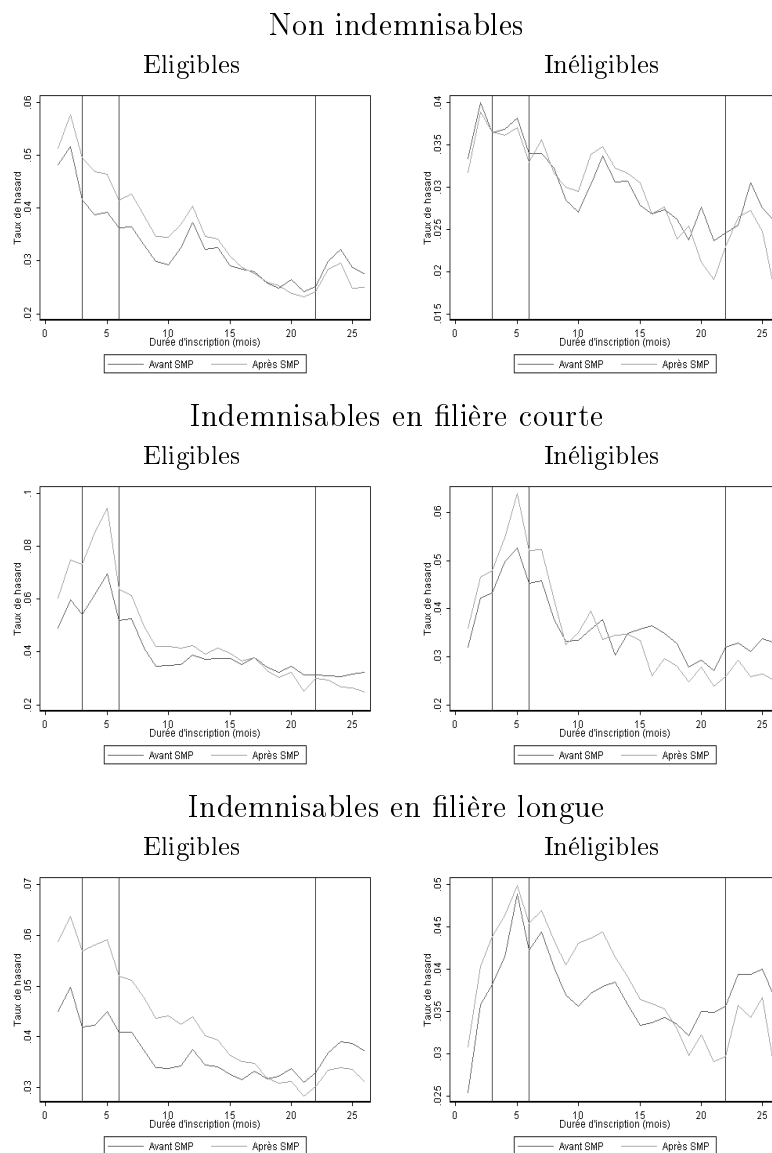 Non indemnisables
Eligibles
Inéligibles
Taux de hasard
.02 .03 .04 .05 .06
0 5 10 15 20 25
Durée d'inscription (mois)
Avant SMP Après SMP
Taux de hasard
.015 .02 .025 .03 .035 .04
0 5 10 15 20 25
Durée d'inscription (mois)
Avant SMP Après SMP
Indemnisables en filière courte
Eligibles
Inéligibles
Taux de hasard
.02 .04 .06 .08 .1
0 5 10 15 20 25
Durée d'inscription (mois)
Avant SMP Après SMP
Taux de hasard
.02 .03 .04 .05 .06
0 5 10 15 20 25
Durée d'inscription (mois)
Avant SMP Après SMP
Indemnisables en filière longue
Eligibles
Inéligibles
Taux de hasard
.03 .04 .05 .06 .07
0 5 10 15 20 25
Durée d'inscription (mois)
Avant SMP Après SMP
Taux de hasard
.025 .03 .035 .04 .045 .05
0 5 10 15 20 25
Durée d'inscription (mois)
Avant SMP Après SMP